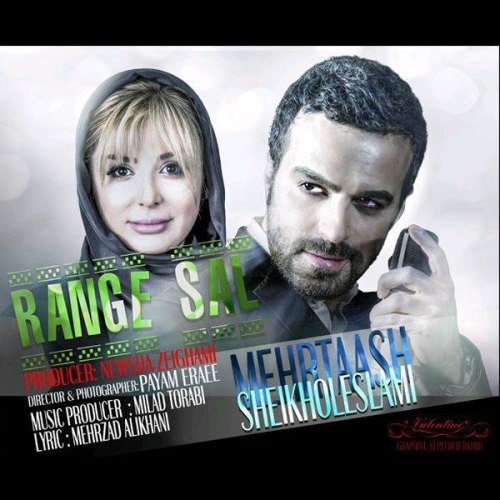 RANGE SAL
PRODUCER: NEWSHA ZEIGHAMI
DIRECTOR & PHOTOGRAPHER: PAYAM ERAEE
MUSIC PRODUCER : MILAD TORABI
LYRIC : MEHRZAD ALIKHANI
MEHRTAASH
SHEIKHOLESLAMI
Valentine